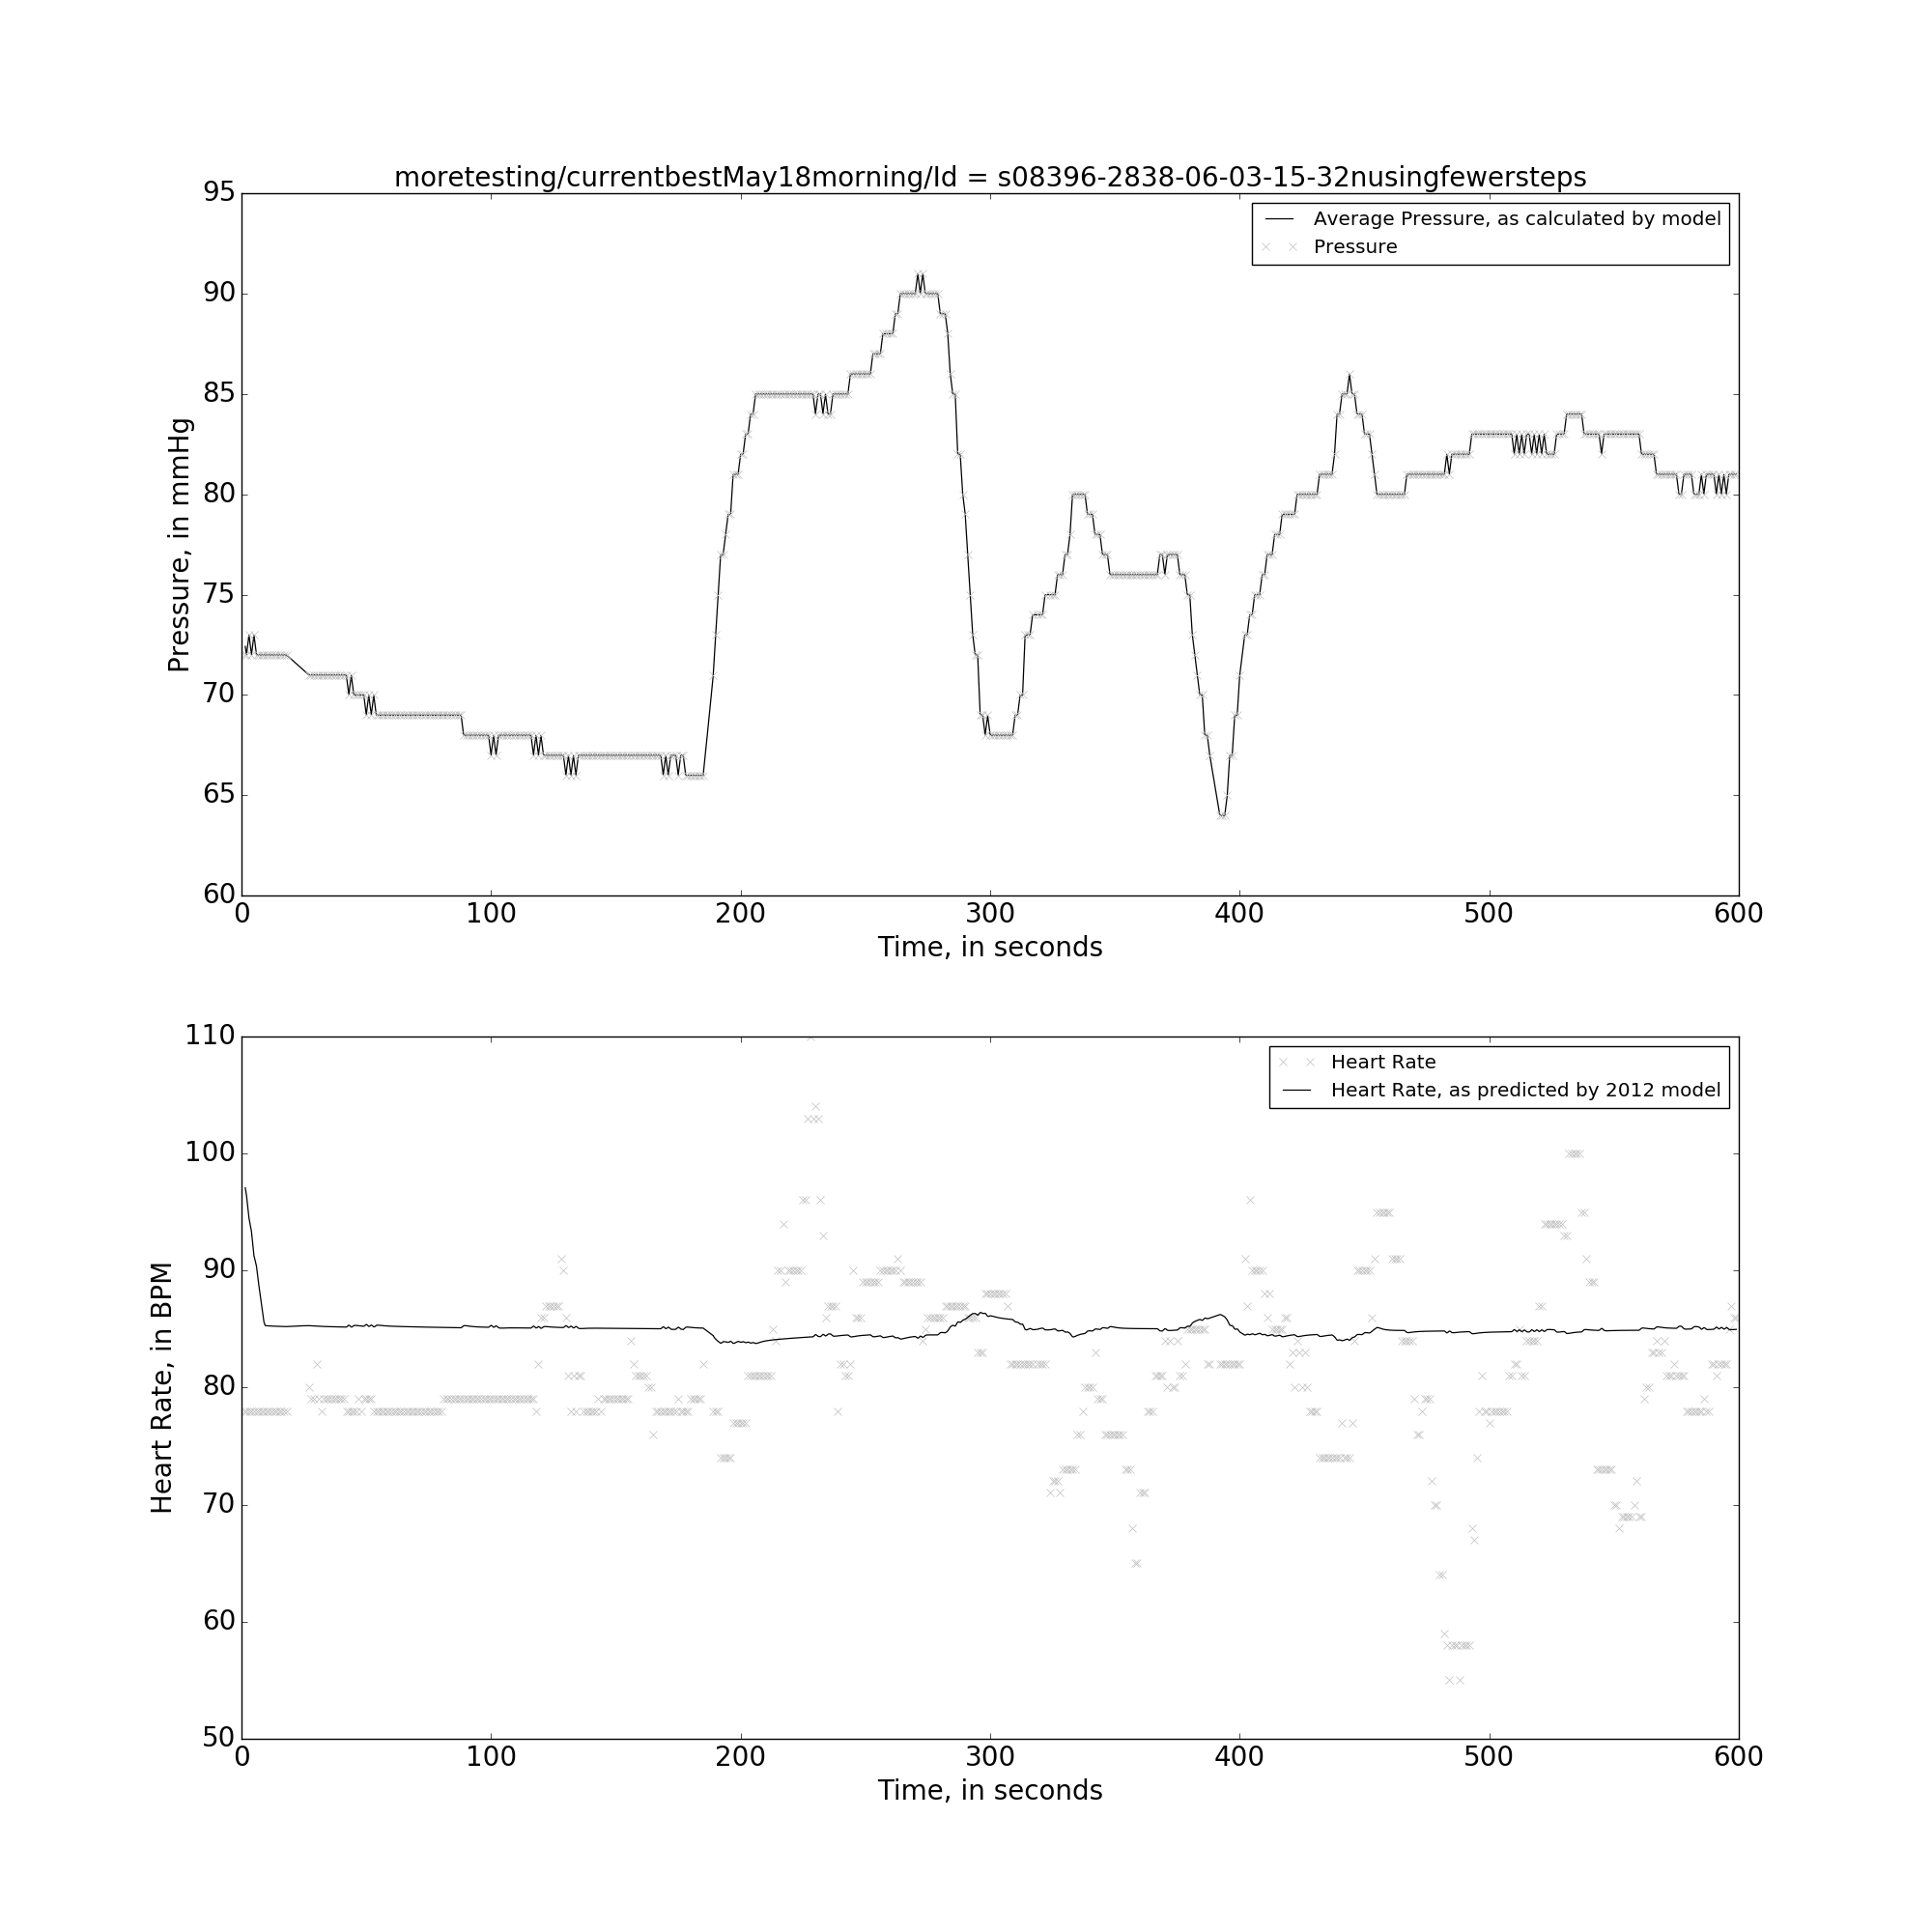 moretesting/currentbestMay18morning/Id = s08396-2838-06-03-15-32nusingfewersteps
95
90
85
80
75
70
65
60
Pressure, in mmHg
Average Pressure, as calculated by model
Pressure
0 100 200 300 400 500 600
Time, in seconds
110
100
90
80
70
60
50
Heart Rate, in BPM
Heart Rate
Heart Rate, as predicted by 2012 model
0 100 200 300 400 500 600
Time, in seconds